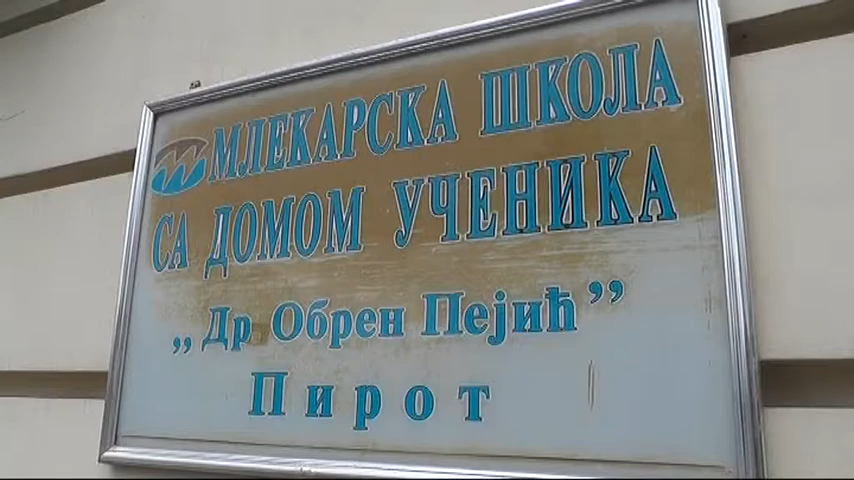 МЛЕКАРСКА ШКОЛА
СА ДОМОМ УЧЕНИКА
„Др Обрен Пејић”
Пирот